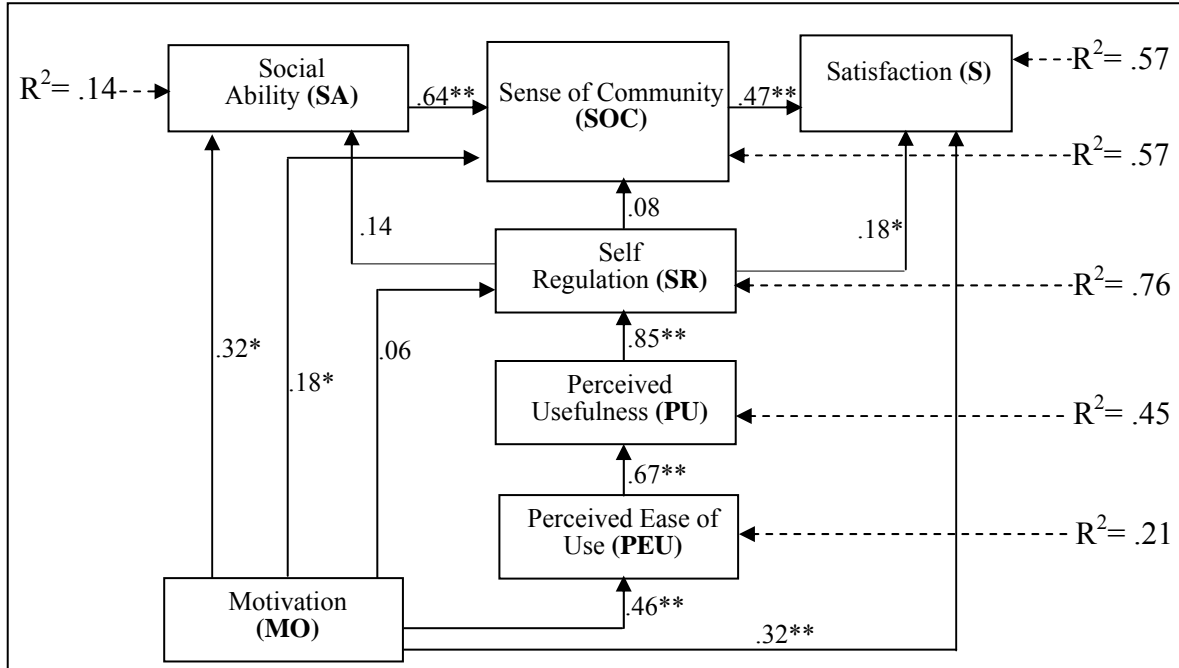 Social
Ability (SA)
R²= .14
.64**
Sense of Community
(SOC)
.47**
Satisfaction (S)
R²= .57
R²= .57
.08
.14
.18*
Self
Regulation (SR)
R²= .76
.32*
.18*
.06
.85**
Perceived
Usefulness (PU)
R²= .45
.67**
Perceived Ease of
Use (PEU)
R²= .21
Motivation
(MO)
.46**
.32**